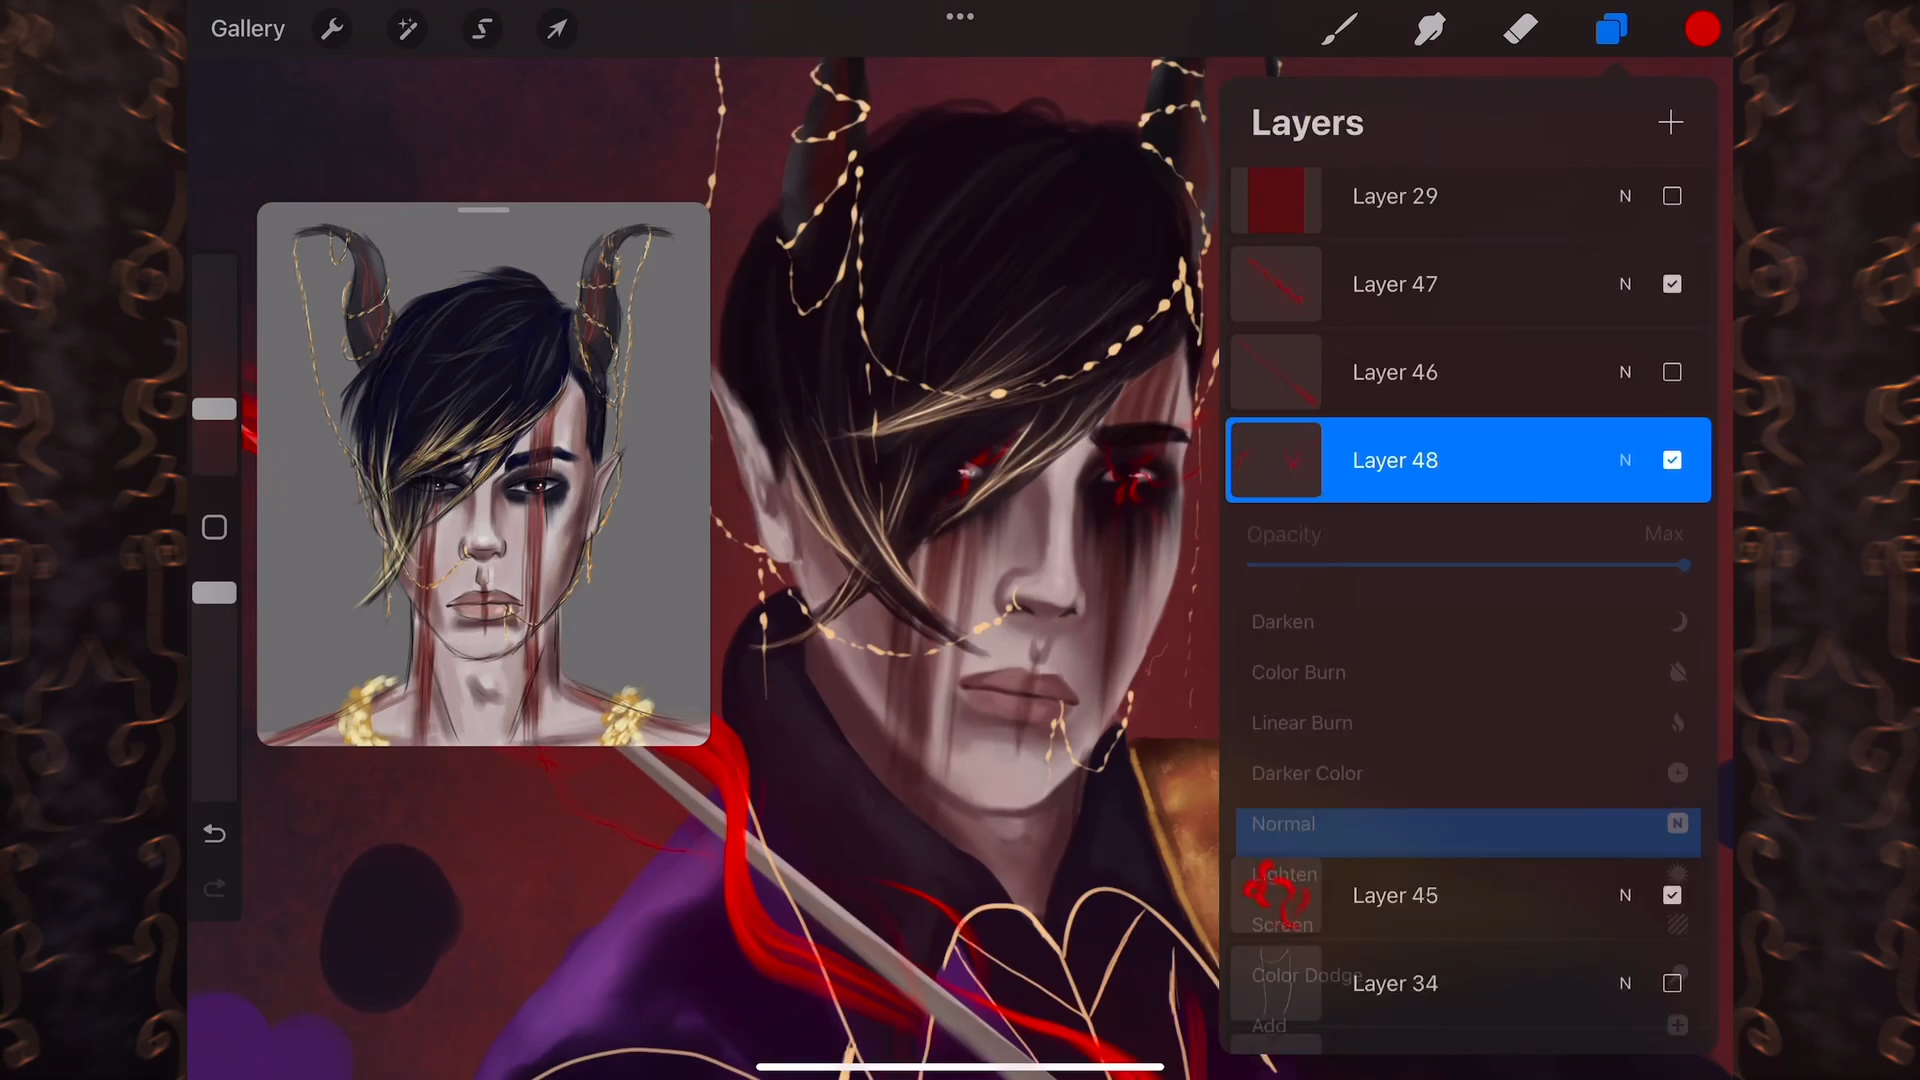 Gallery
Layers
Layer 29 N
Layer 47 N
Layer 46 N
Layer 48 N
Opacity Max
Darken
Color Burn
Linear Burn
Darker Color
Normal N
Lighten
Layer 45 N
Screen
Color Dodge
Layer 34 N
Add